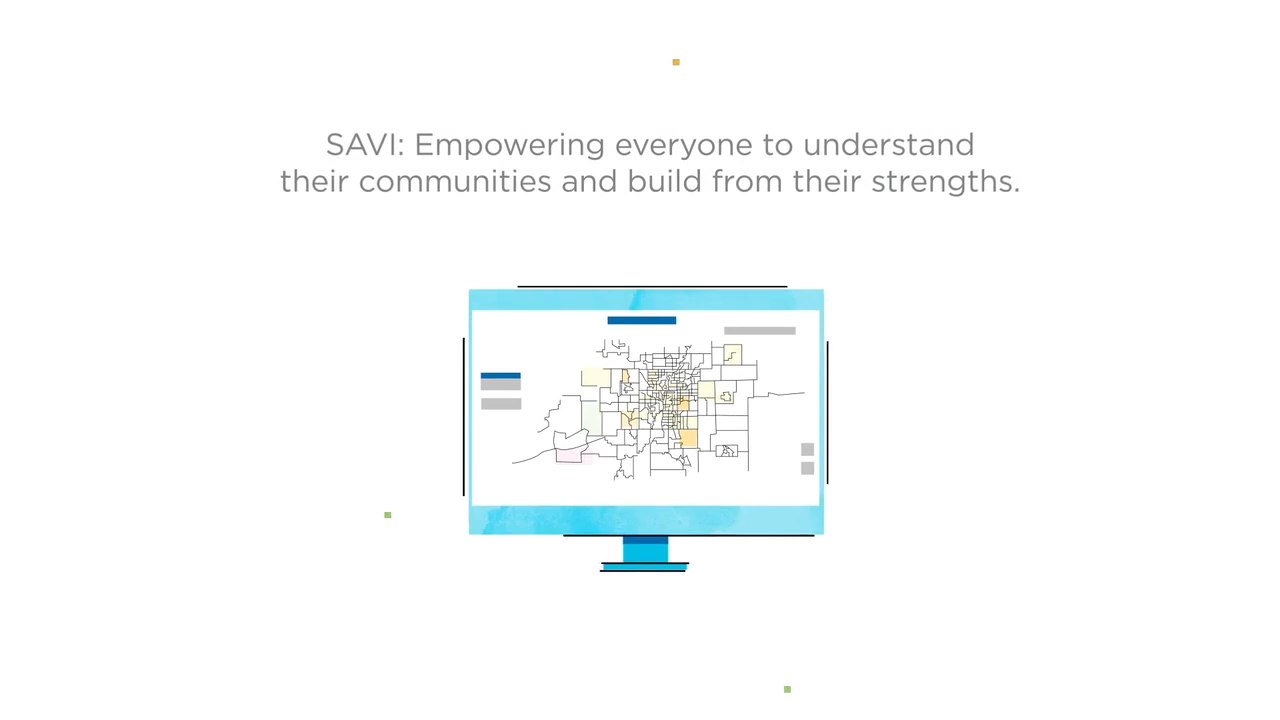 SAVI: Empowering everyone to understand
their communities and build from their strengths.